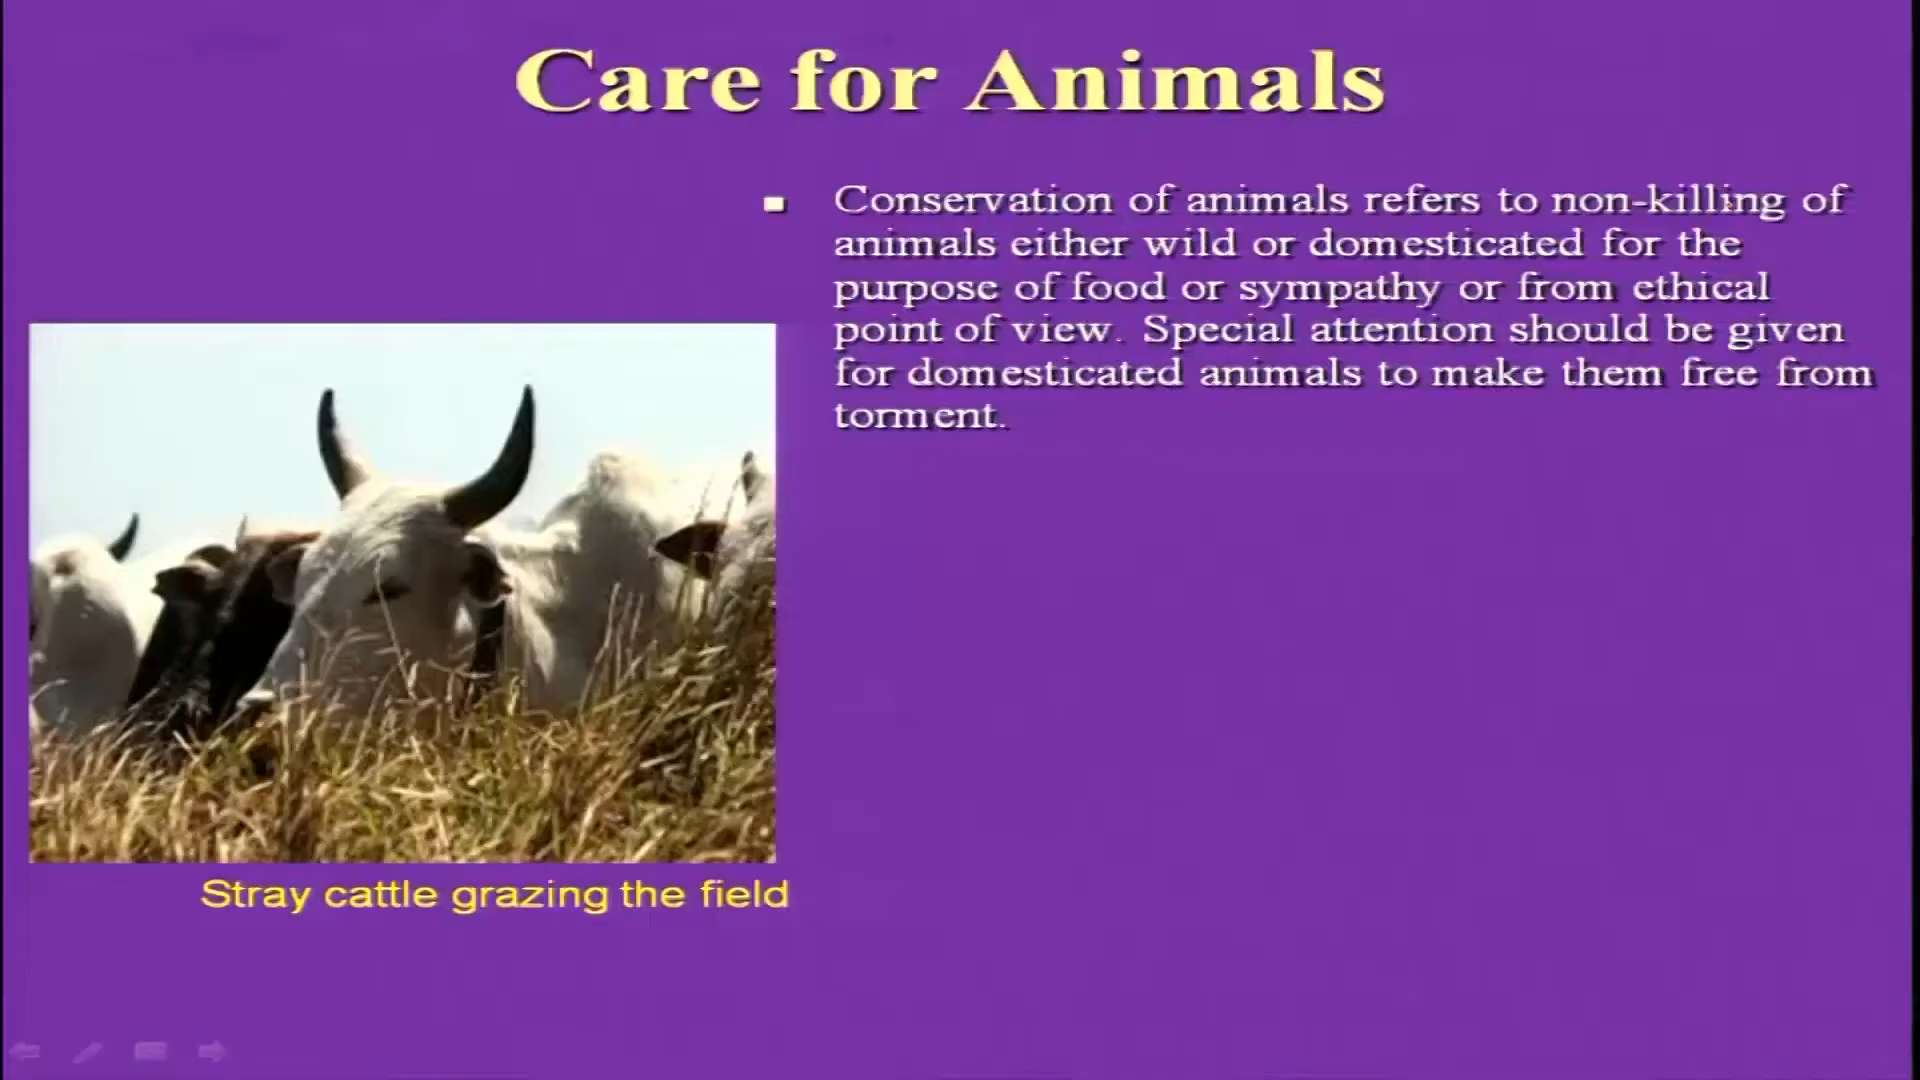 Care for Animals
Conservation of animals refers to non-killing of
animals either wild or domesticated for the
purpose of food or sympathy or from ethical
point of view. Special attention should be given
for domesticated animals to make them free from
torment.
Stray cattle grazing the field